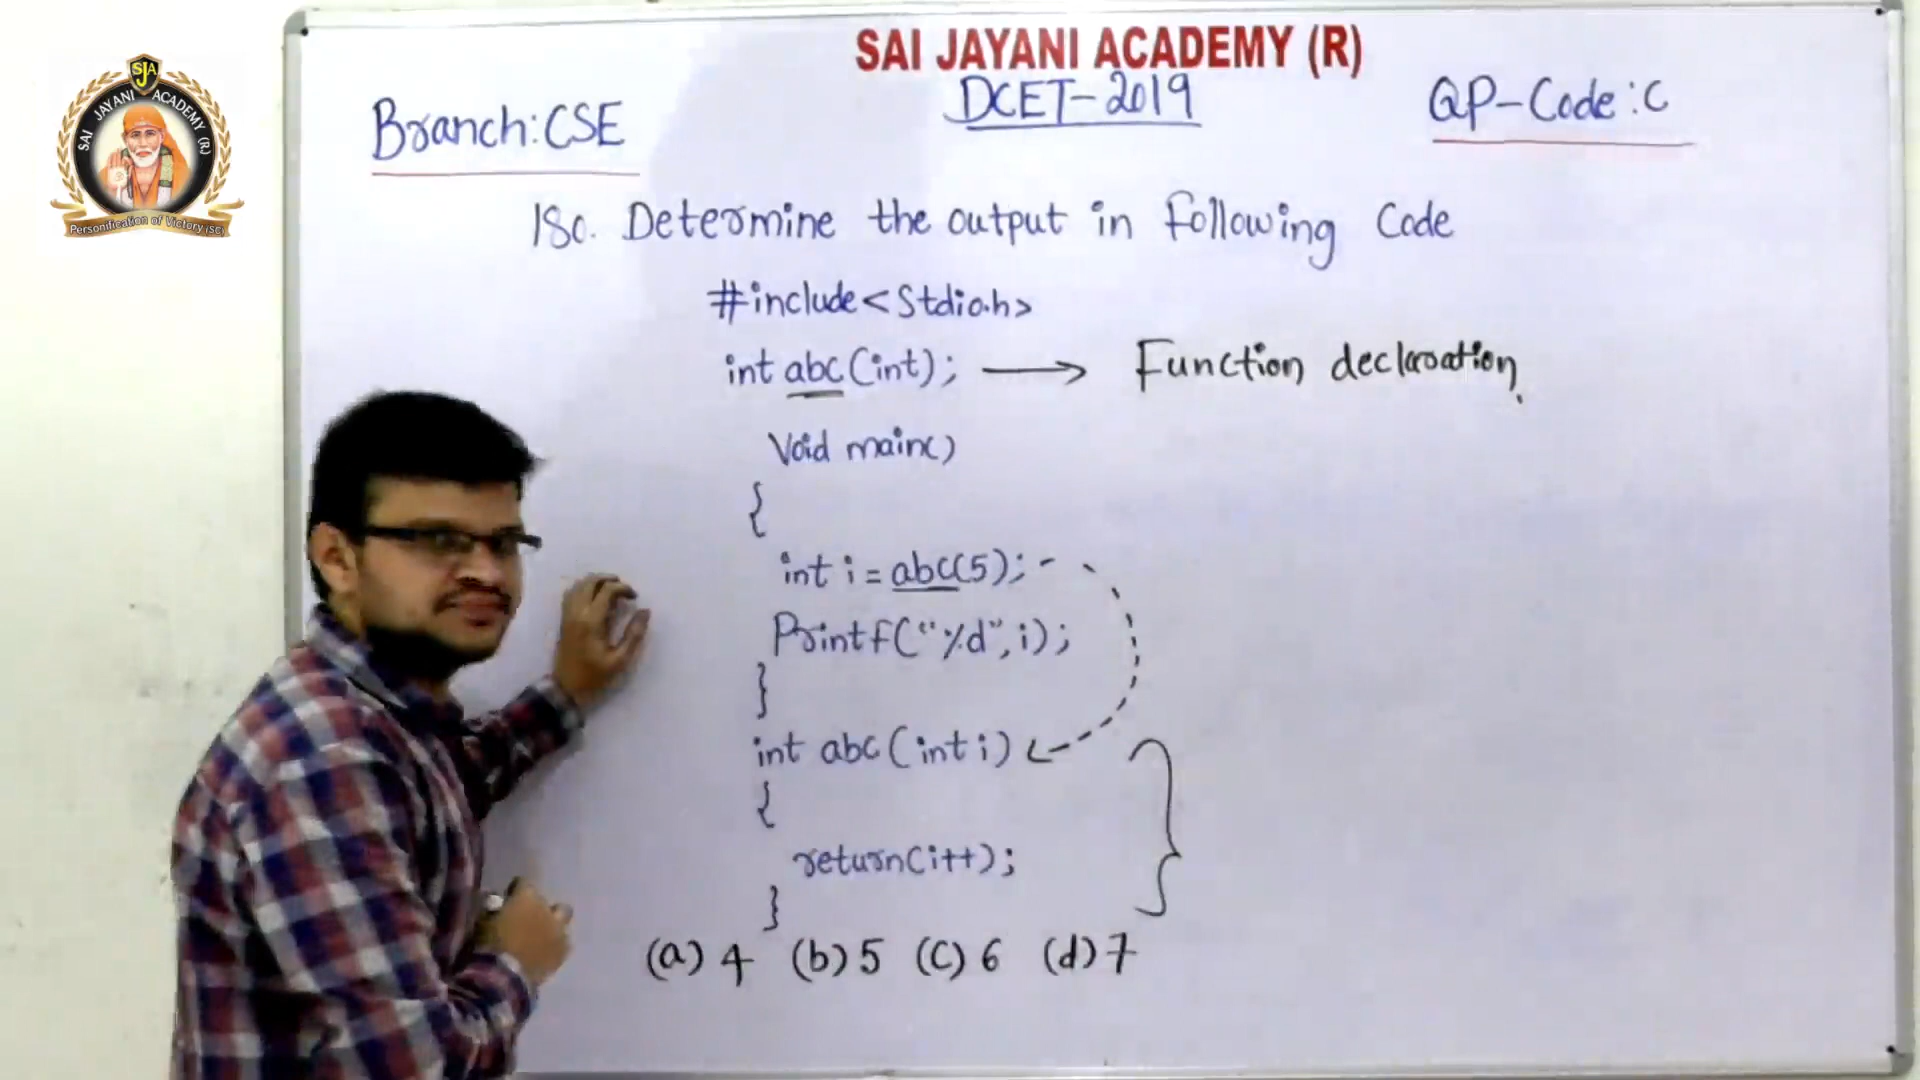 SAI JAYANI ACADEMY (R)
SJA
SAI JAYANI ACADEMY (R)
Personification of Victory (SC)
Branch:CSE
DCET-2019
QP-Code:C
180. Determine the output in Following Code
#include<Stdio.h>
int abc(int); → Function declaration.
Void main()
{
int i = abc(5);
Printf("%d",i);
}
int abc(int i)
{
return(i++);
}
(a) 4 (b) 5 (c) 6 (d) 7